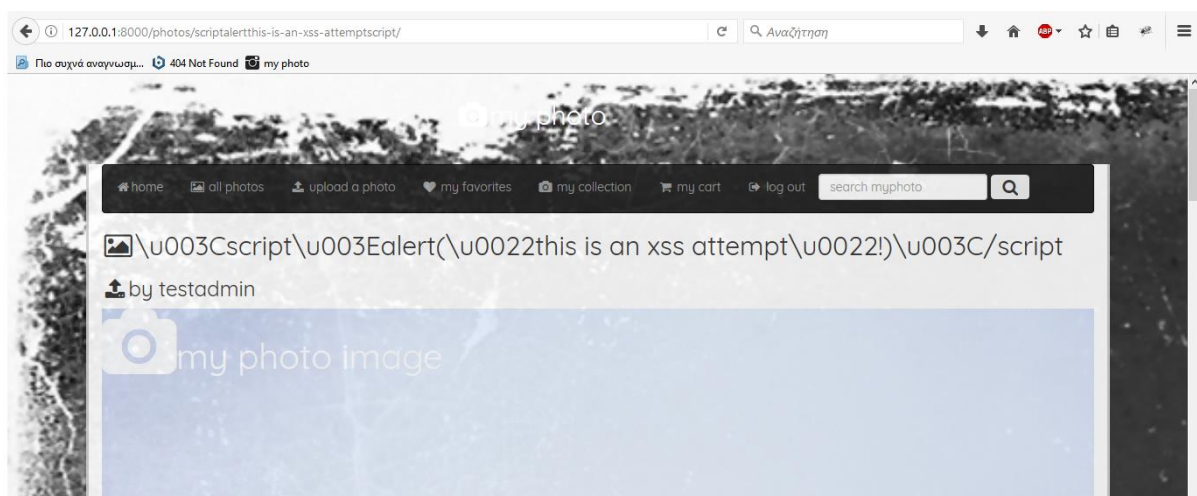 127.0.0.1:8000/photos/scriptalertthis-is-an-xss-attemptscript/
Αναζήτηση
ABP
Πιο συχνά αναγνωσμ... 404 Not Found my photo
my photo
home all photos upload a photo my favorites my collection my cart log out search myphoto
\u003Cscript\u003Ealert(\u0022this is an xss attempt\u0022!)\u003C/script
by testadmin
my photo image